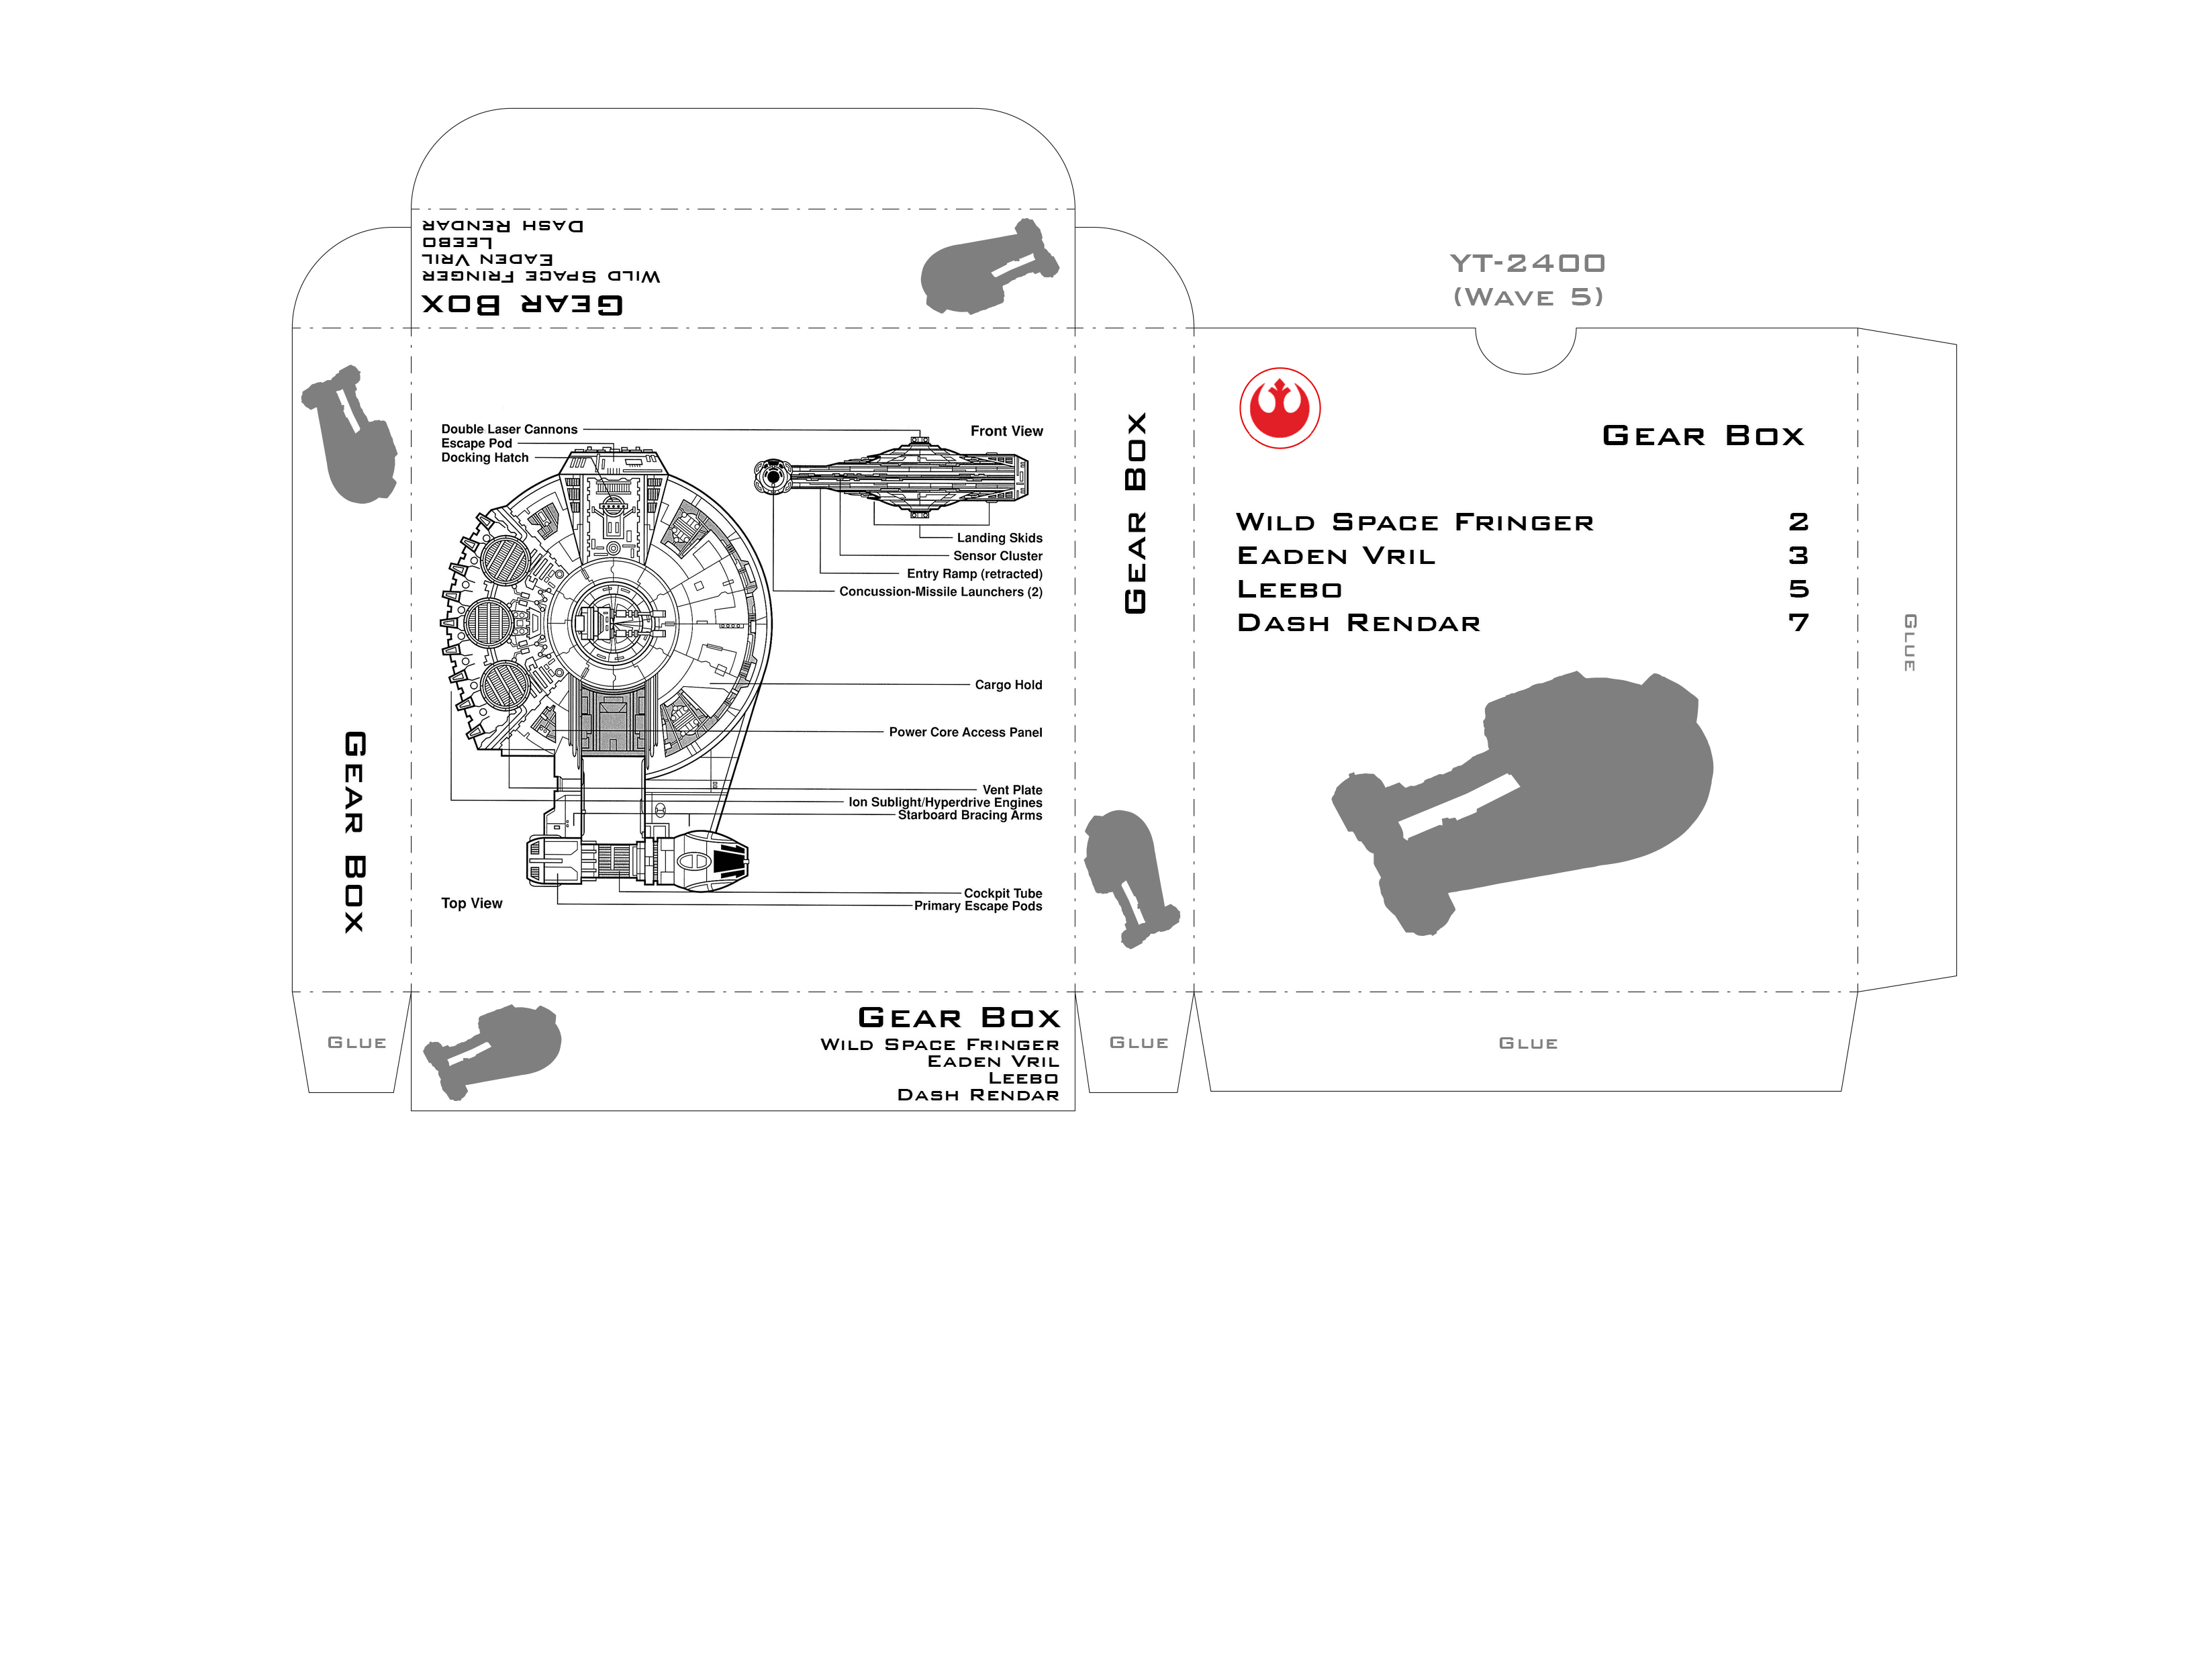 Dash Rendar
Leebo
Eaden Vril
Wild Space Fringer
Gear Box
YT-2400
(Wave 5)
Gear Box
Double Laser Cannons
Escape Pod
Docking Hatch
Front View
Landing Skids
Sensor Cluster
Entry Ramp (retracted)
Concussion-Missile Launchers (2)
Cargo Hold
Power Core Access Panel
Vent Plate
Ion Sublight/Hyperdrive Engines
Starboard Bracing Arms
Cockpit Tube
Primary Escape Pods
Top View
Gear Box
Gear Box
Wild Space Fringer 2
Eaden Vril 3
Leebo 5
Dash Rendar 7
Glue
Glue
Gear Box
Wild Space Fringer
Eaden Vril
Leebo
Dash Rendar
Glue
Glue